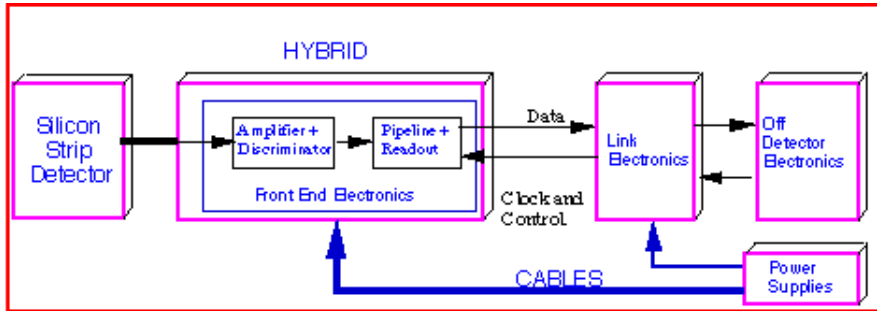 HYBRID
Silicon
Strip
Detector
Amplifier +
Discriminator
Pipeline +
Readout
Front End Electronics
Data
Clock and
Control
Link
Electronics
Off
Detector
Electronics
CABLES
Power
Supplies